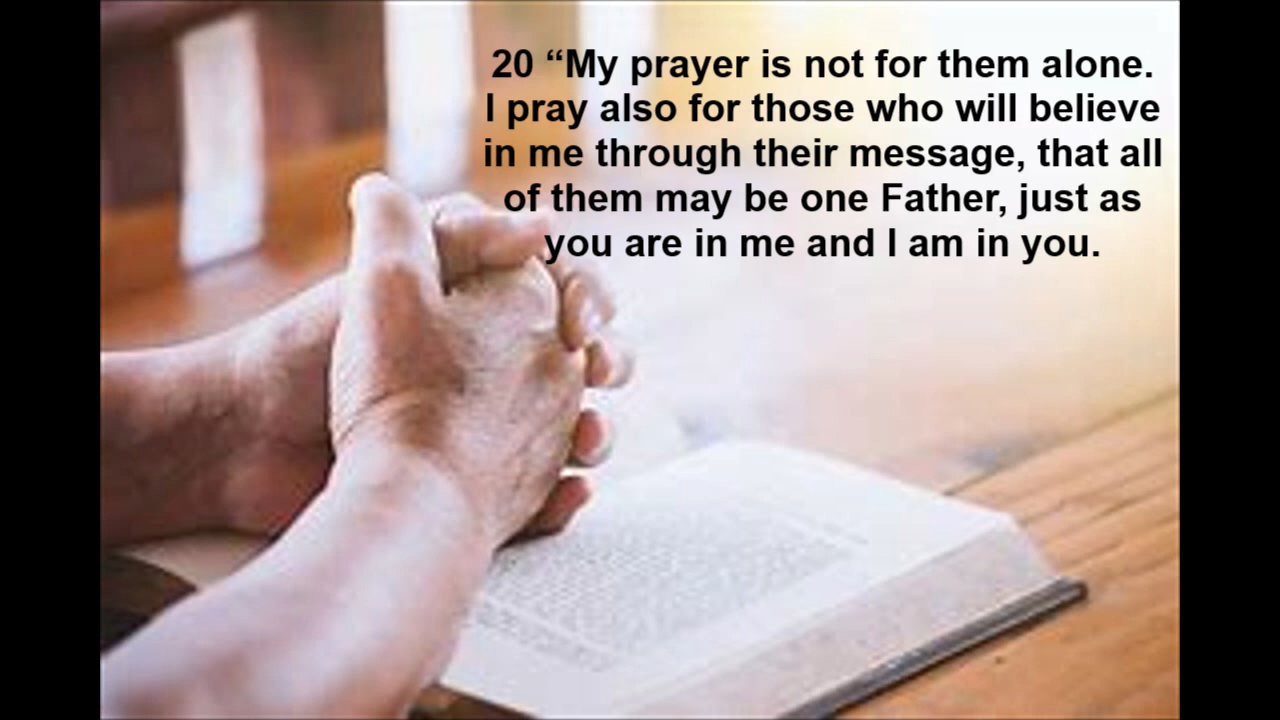 20 “My prayer is not for them alone.
I pray also for those who will believe
in me through their message, that all
of them may be one Father, just as
you are in me and I am in you.